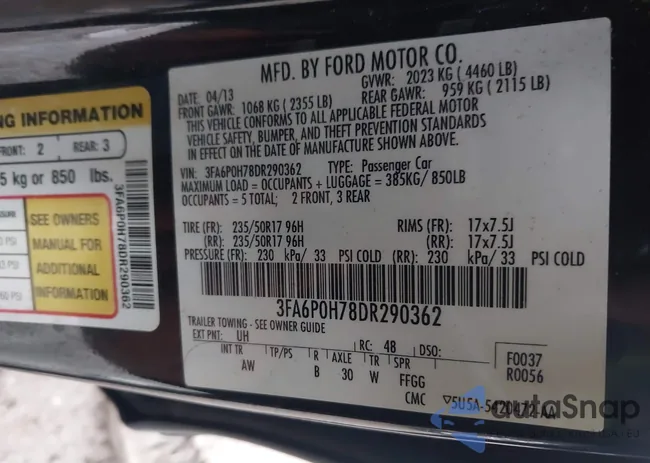 NG INFORMATION
FRONT: 2 REAR: 3
5 kg or 850 lbs.
SEE OWNERS
MANUAL FOR
ADDITIONAL
INFORMATION
PSI
PSI
PSI
3FA6P0H78DR290362
MFD. BY FORD MOTOR CO.
DATE: 04/13 GVWR: 2023 KG ( 4460 LB)
FRONT GAWR: 1068 KG ( 2355 LB) REAR GAWR: 959 KG ( 2115 LB)
THIS VEHICLE CONFORMS TO ALL APPLICABLE FEDERAL MOTOR
VEHICLE SAFETY, BUMPER, AND THEFT PREVENTION STANDARDS
IN EFFECT ON THE DATE OF MANUFACTURE SHOWN ABOVE.
VIN: 3FA6P0H78DR290362 TYPE: Passenger Car
MAXIMUM LOAD = OCCUPANTS + LUGGAGE = 385KG/ 850LB
OCCUPANTS = 5 TOTAL; 2 FRONT, 3 REAR
TIRE (FR): 235/50R17 96H RIMS (FR): 17x7.5J
(RR): 235/50R17 96H (RR): 17x7.5J
PRESSURE (FR): 230 kPa/ 33 PSI COLD (RR): 230 kPa/ 33 PSI COLD
3FA6P0H78DR290362
TRAILER TOWING - SEE OWNER GUIDE
EXT PNT: UH RC: 48 DSO: F0037
INT TR TP/PS R AXLE TR SPR R0056
AW B 30 W FFGG
CMC ▽5U5A-5420472-AA
autoSnap